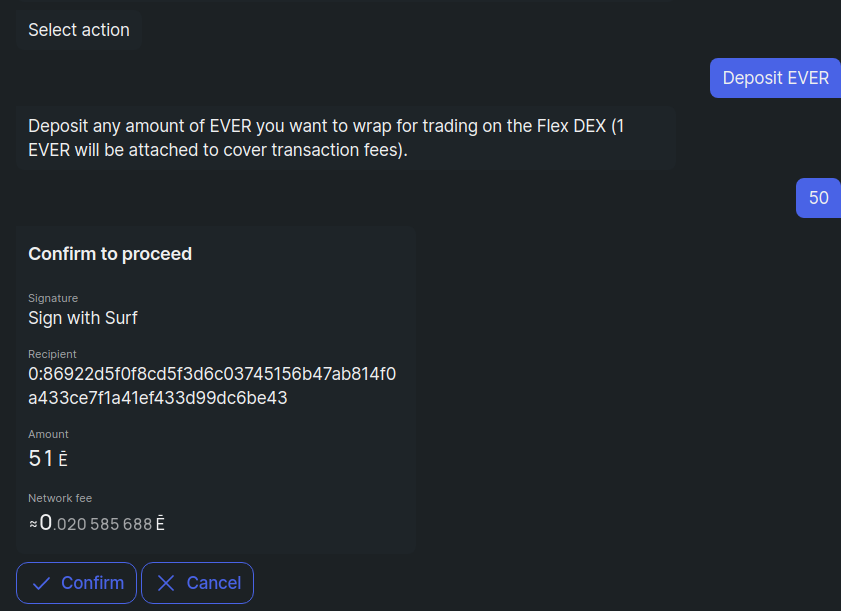 Select action
Deposit EVER
Deposit any amount of EVER you want to wrap for trading on the Flex DEX (1
EVER will be attached to cover transaction fees).
50
Confirm to proceed
Signature
Sign with Surf
Recipient
0:86922d5f0f8cd5f3d6c03745156b47ab814f0
a433ce7f1a41ef433d99dc6be43
Amount
51 Ē
Network fee
≈0.020 585 688 Ē
Confirm
Cancel